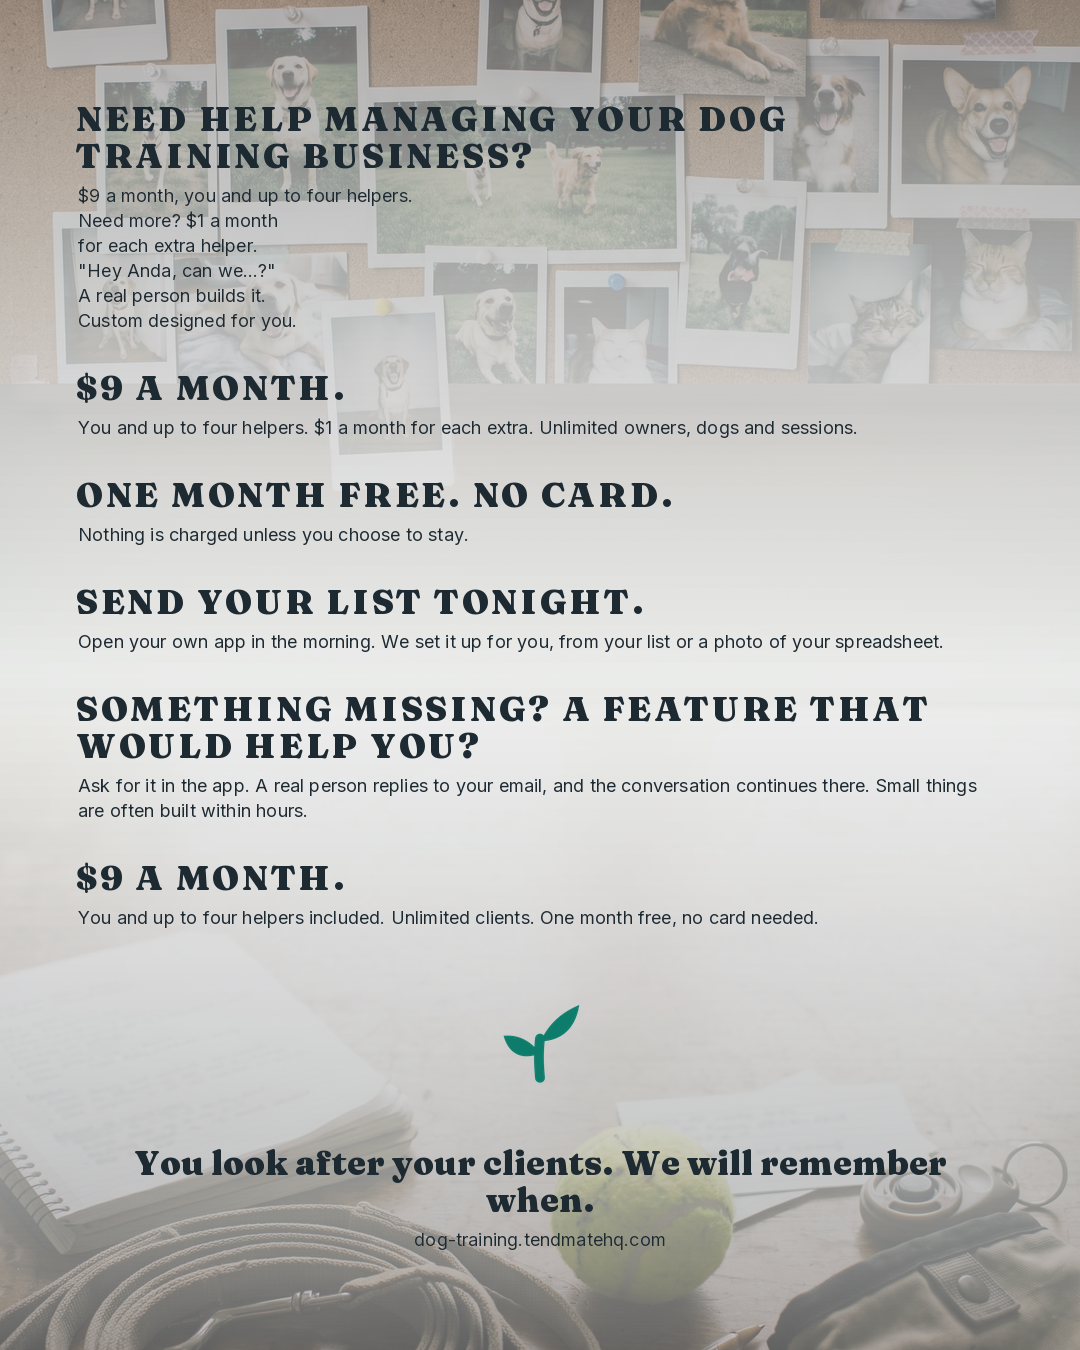 NEED HELP MANAGING YOUR DOG
TRAINING BUSINESS?
$9 a month, you and up to four helpers.
Need more? $1 a month
for each extra helper.
"Hey Anda, can we...?"
A real person builds it.
Custom designed for you.
$9 A MONTH.
You and up to four helpers. $1 a month for each extra. Unlimited owners, dogs and sessions.
ONE MONTH FREE. NO CARD.
Nothing is charged unless you choose to stay.
SEND YOUR LIST TONIGHT.
Open your own app in the morning. We set it up for you, from your list or a photo of your spreadsheet.
SOMETHING MISSING? A FEATURE THAT
WOULD HELP YOU?
Ask for it in the app. A real person replies to your email, and the conversation continues there. Small things
are often built within hours.
$9 A MONTH.
You and up to four helpers included. Unlimited clients. One month free, no card needed.
You look after your clients. We will remember
when.
dog-training.tendmatehq.com